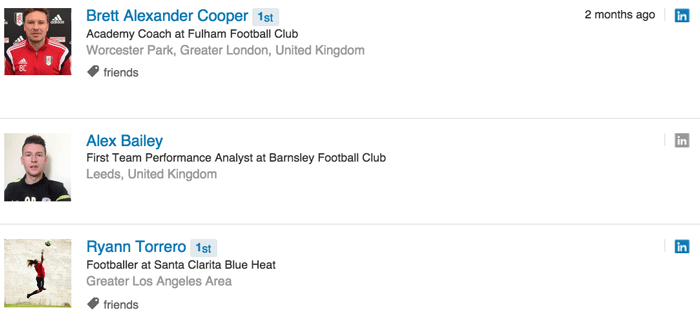 Brett Alexander Cooper 1st
2 months ago
in
Academy Coach at Fulham Football Club
Worcester Park, Greater London, United Kingdom
friends
Alex Bailey
in
First Team Performance Analyst at Barnsley Football Club
Leeds, United Kingdom
Ryann Torrero 1st
in
Footballer at Santa Clarita Blue Heat
Greater Los Angeles Area
friends